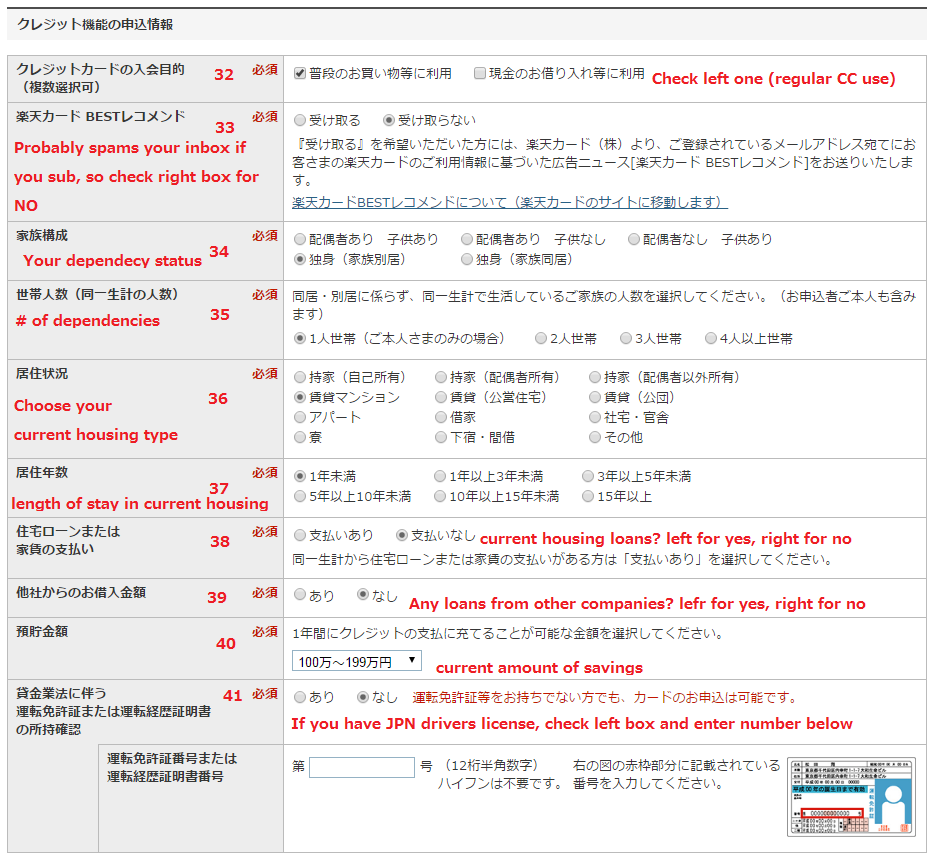 クレジット機能の申込情報
クレジットカードの入会目的
（複数選択可）
32
必須
普段のお買い物等に利用 現金のお借り入れ等に利用 Check left one (regular CC use)
楽天カード BESTレコメンド
33
必須
Probably spams your inbox if
you sub, so check right box for
NO
受け取る 受け取らない
『受け取る』を希望いただいた方には、楽天カード（株）より、ご登録されているメールアドレス宛てにお
客さまの楽天カードのご利用情報に基づいた広告ニュース[楽天カード BESTレコメンド]をお送りいたしま
す。
楽天カードBESTレコメンドについて（楽天カードのサイトに移動します）
家族構成
34
必須
Your dependecy status
配偶者あり 子供あり 配偶者あり 子供なし 配偶者なし 子供あり
独身（家族別居） 独身（家族同居）
世帯人数（同一生計の人数）
35
必須
# of dependencies
同居・別居に係らず、同一生計で生活しているご家族の人数を選択してください。（お申込者ご本人も含み
ます）
1人世帯（ご本人さまのみの場合） 2人世帯 3人世帯 4人以上世帯
居住状況
36
必須
Choose your
current housing type
持家（自己所有） 持家（配偶者所有） 持家（配偶者以外所有）
賃貸マンション 賃貸（公営住宅） 賃貸（公団）
アパート 借家 社宅・官舎
寮 下宿・間借 その他
居住年数
37
必須
length of stay in current housing
1年未満 1年以上3年未満 3年以上5年未満
5年以上10年未満 10年以上15年未満 15年以上
住宅ローンまたは
家賃の支払い
38
必須
支払いあり 支払いなし current housing loans? left for yes, right for no
同一生計から住宅ローンまたは家賃の支払いがある方は「支払いあり」を選択してください。
他社からのお借入金額
39
必須
あり なし Any loans from other companies? lefr for yes, right for no
預貯金額
40
必須
1年間にクレジットの支払に充てることが可能な金額を選択してください。
100万～199万円 current amount of savings
貸金業法に伴う
運転免許証または運転経歴証明書
の所持確認
41
必須
あり なし 運転免許証等をお持ちでない方でも、カードのお申込は可能です。
If you have JPN drivers license, check left box and enter number below
運転免許証番号または
運転経歴証明書番号
第 号 （12桁半角数字）
ハイフンは不要です。
右の図の赤枠部分に記載されている
番号を入力してください。